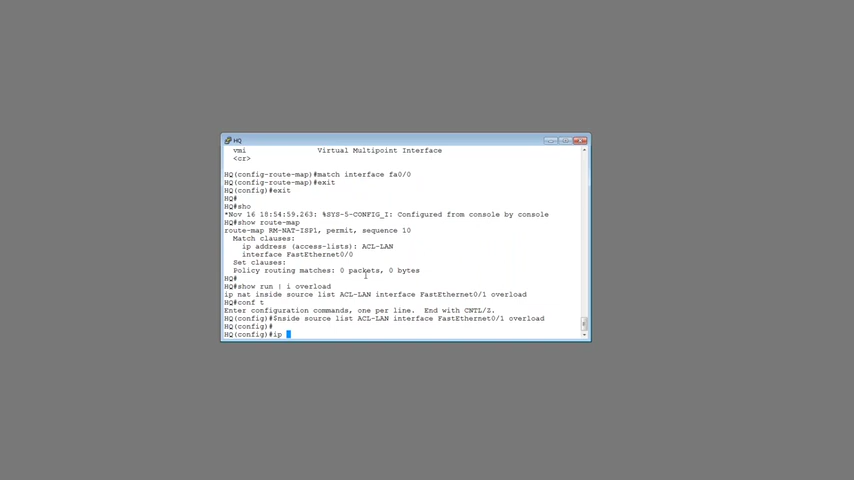 HQ
vmi Virtual Multipoint Interface
<cr>
HQ(config-route-map)#match interface fa0/0
HQ(config-route-map)#exit
HQ(config)#exit
HQ#
HQ#sho
*Nov 16 18:54:59.263: %SYS-5-CONFIG_I: Configured from console by console
HQ#show route-map
route-map RM-NAT-ISP1, permit, sequence 10
Match clauses:
ip address (access-lists): ACL-LAN
interface FastEthernet0/0
Set clauses:
Policy routing matches: 0 packets, 0 bytes
HQ#
HQ#show run | i overload
ip nat inside source list ACL-LAN interface FastEthernet0/1 overload
HQ#conf t
Enter configuration commands, one per line. End with CNTL/Z.
HQ(config)#$nside source list ACL-LAN interface FastEthernet0/1 overload
HQ(config)#
HQ(config)#ip